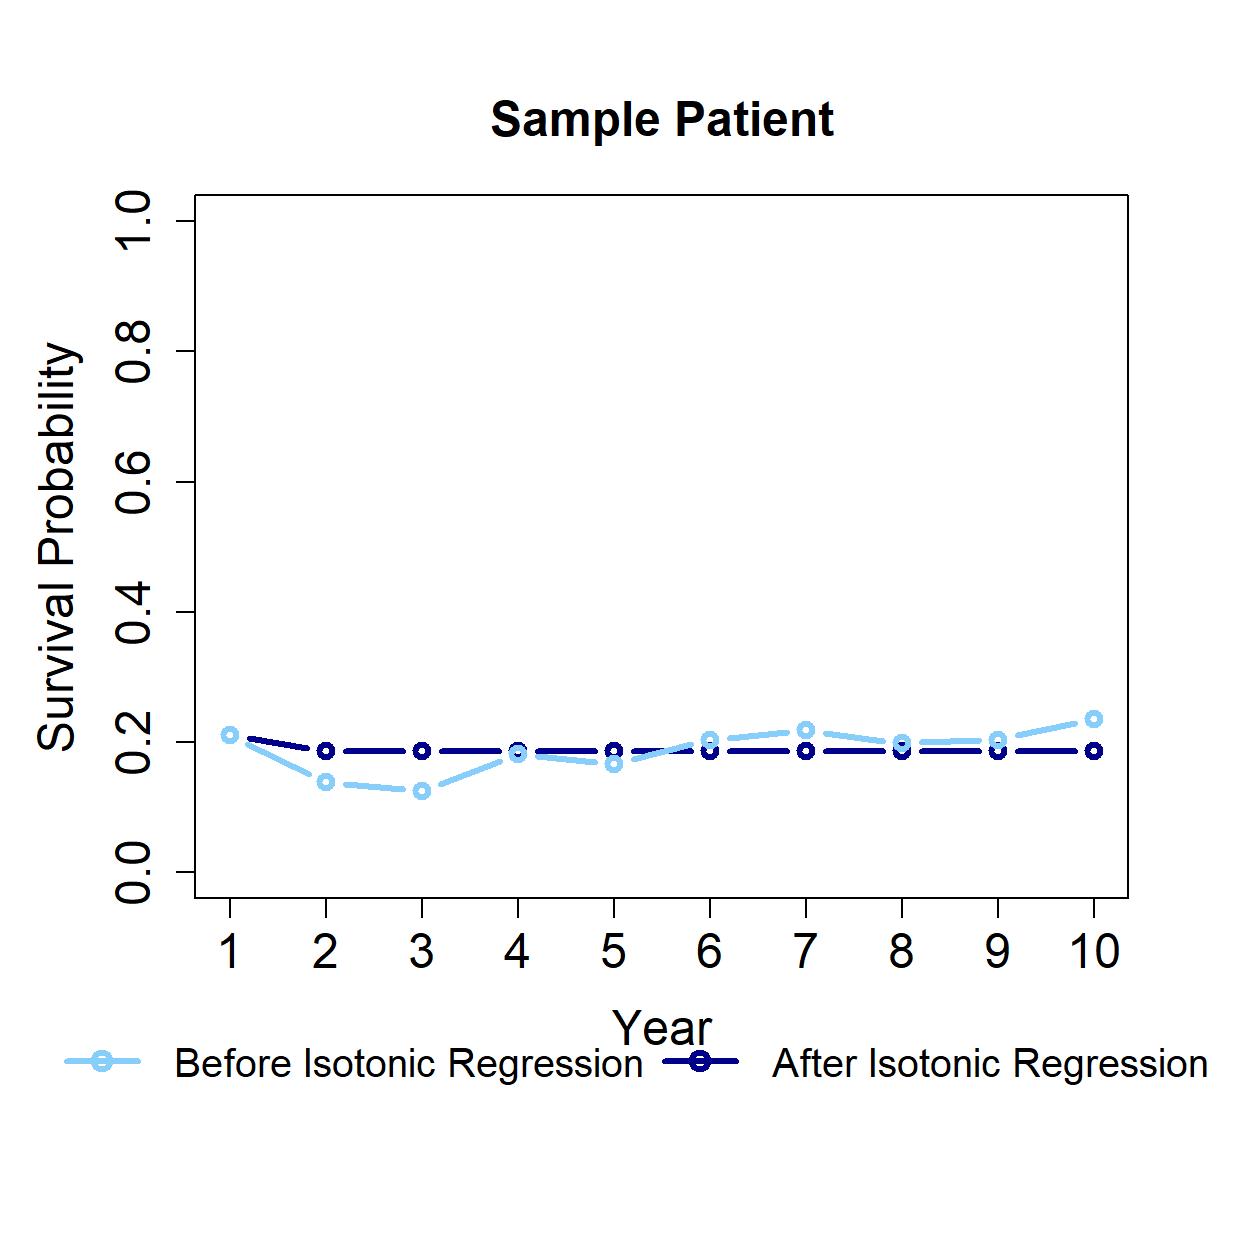 Sample Patient
Survival Probability
1.0
0.8
0.6
0.4
0.2
0.0
1 2 3 4 5 6 7 8 9 10
Year
Before Isotonic Regression After Isotonic Regression